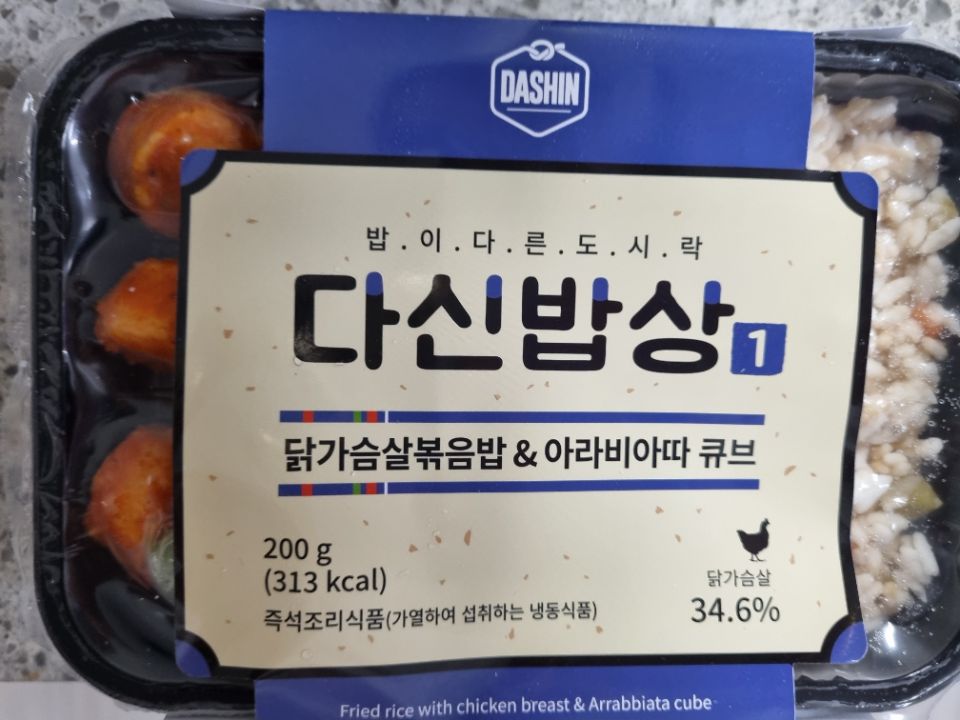 DASHIN
밥.이.다.른.도.시.락
다신밥상 1
닭가슴살볶음밥 & 아라비아따 큐브
200 g
(313 kcal)
즉석조리식품(가열하여 섭취하는 냉동식품)
닭가슴살
34.6%
Fried rice with chicken breast & Arrabbiata cube